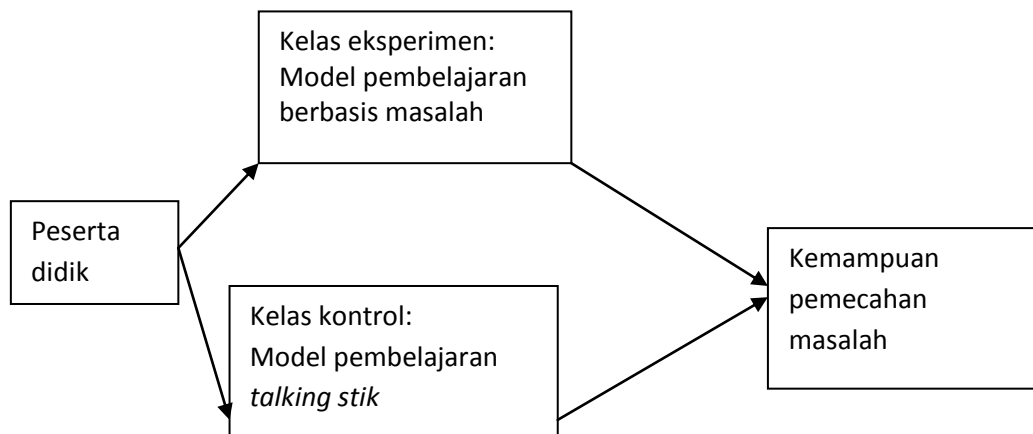 Kelas eksperimen:
Model pembelajaran
berbasis masalah
Peserta
didik
Kelas kontrol:
Model pembelajaran
talking stik
Kemampuan
pemecahan
masalah